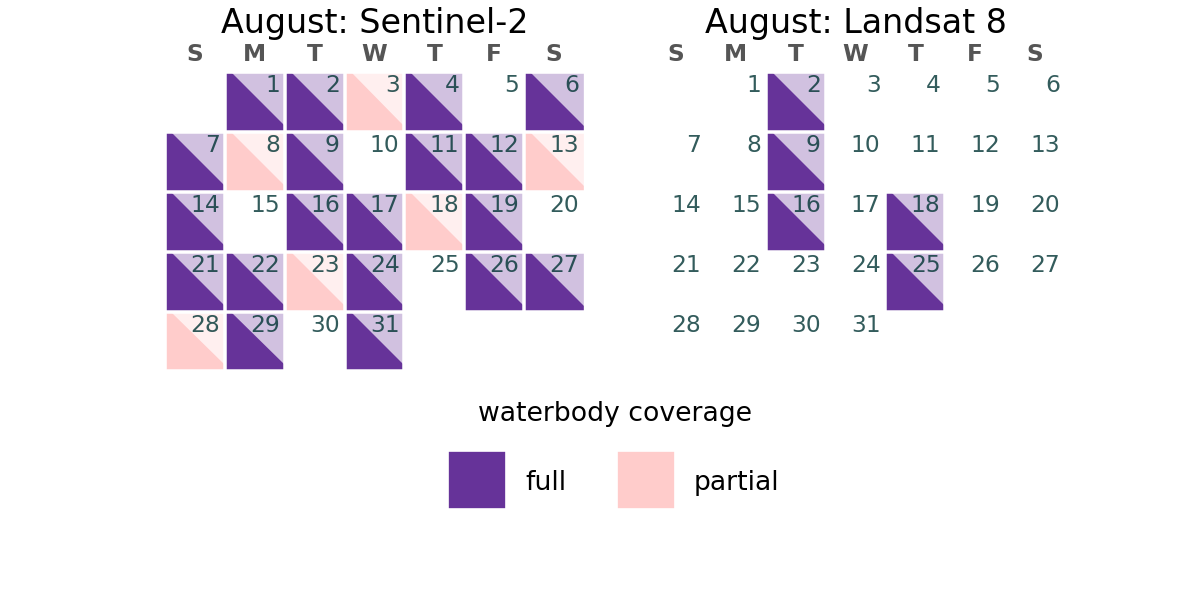 August: Sentinel-2
S M T W T F S
1 2 3 4 5 6
7 8 9 10 11 12 13
14 15 16 17 18 19 20
21 22 23 24 25 26 27
28 29 30 31
August: Landsat 8
S M T W T F S
1 2 3 4 5 6
7 8 9 10 11 12 13
14 15 16 17 18 19 20
21 22 23 24 25 26 27
28 29 30 31
waterbody coverage
full partial